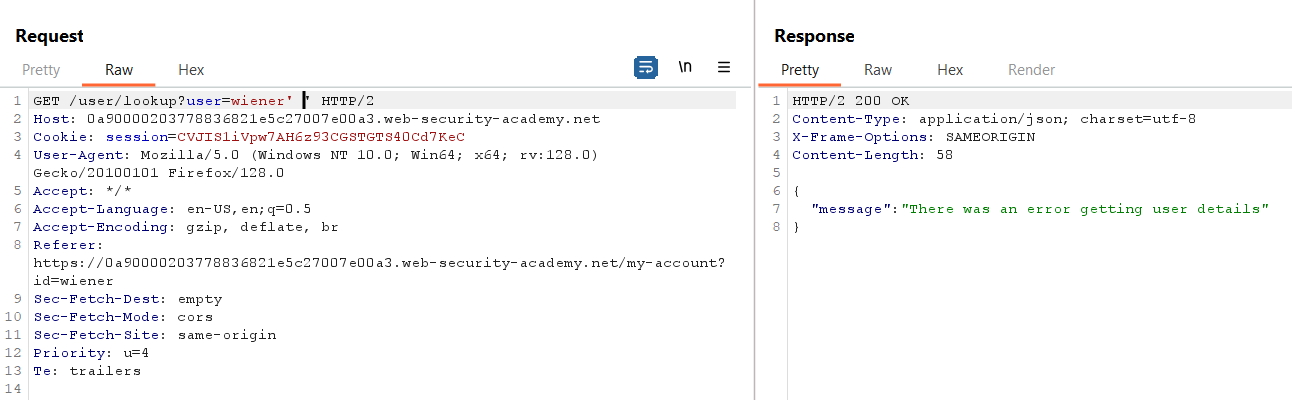 Request
Pretty Raw Hex
\n
1 GET /user/lookup?user=wiener' ' HTTP/2
2 Host: 0a90000203778836821e5c27007e00a3.web-security-academy.net
3 Cookie: session=CVJIS1iVpw7AH6z93CGSTGTS4OCd7KeC
4 User-Agent: Mozilla/5.0 (Windows NT 10.0; Win64; x64; rv:128.0)
Gecko/20100101 Firefox/128.0
5 Accept: */*
6 Accept-Language: en-US,en;q=0.5
7 Accept-Encoding: gzip, deflate, br
8 Referer:
https://0a90000203778836821e5c27007e00a3.web-security-academy.net/my-account?
id=wiener
9 Sec-Fetch-Dest: empty
10 Sec-Fetch-Mode: cors
11 Sec-Fetch-Site: same-origin
12 Priority: u=4
13 Te: trailers
14
Response
Pretty Raw Hex Render
1 HTTP/2 200 OK
2 Content-Type: application/json; charset=utf-8
3 X-Frame-Options: SAMEORIGIN
4 Content-Length: 58
5
6 {
7 "message":"There was an error getting user details"
8 }